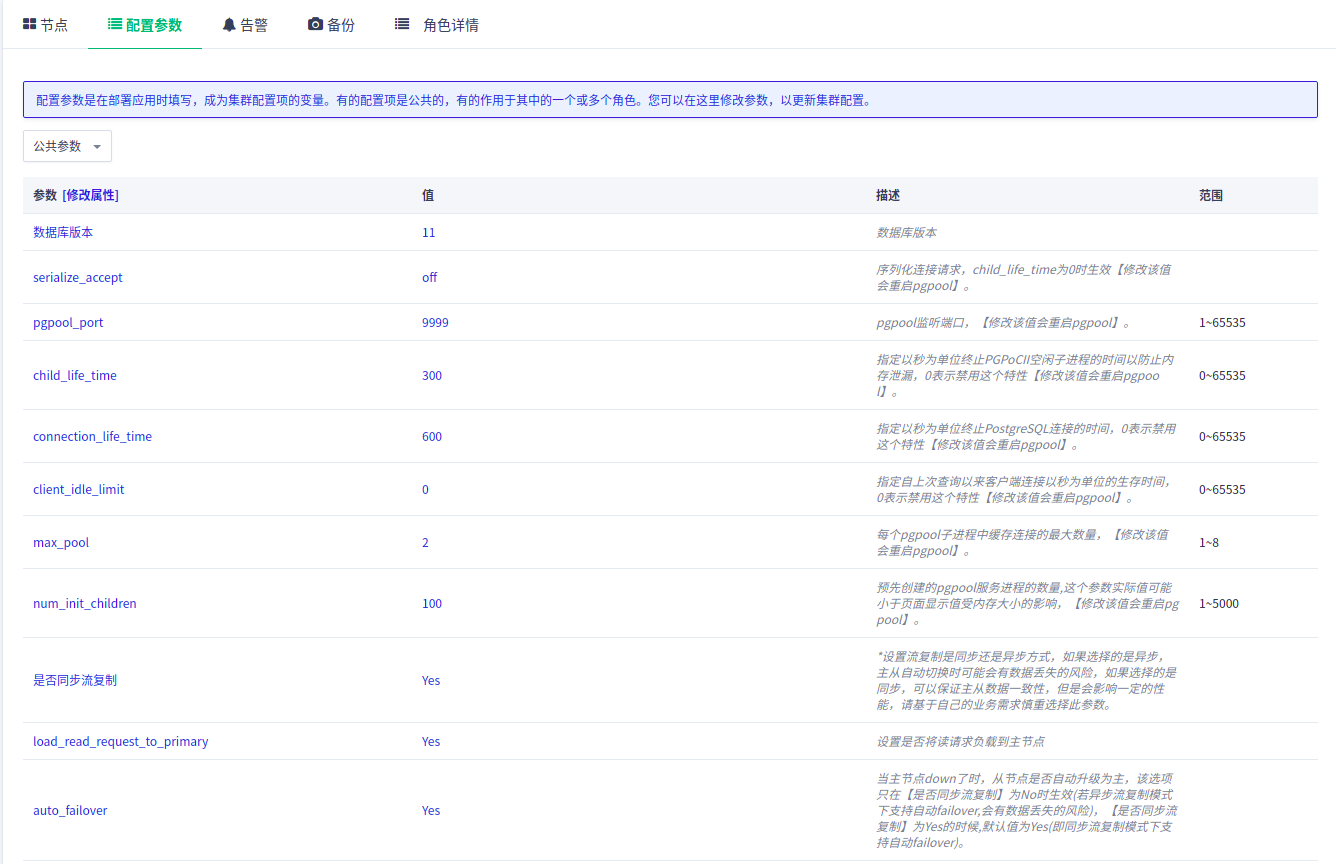 节点 配置参数 告警 备份 角色详情
配置参数是在部署应用时填写，成为集群配置项的变量。有的配置项是公共的，有的作用于其中的一个或多个角色。您可以在这里修改参数，以更新集群配置。
公共参数
参数 [修改属性] 值 描述 范围
数据库版本 11 数据库版本
serialize_accept off 序列化连接请求，child_life_time为0时生效【修改该值
会重启pgpool】。
pgpool_port 9999 pgpool监听端口，【修改该值会重启pgpool】。 1~65535
child_life_time 300 指定以秒为单位终止PGPoCII空闲子进程的时间以防止内
存泄漏，0表示禁用这个特性【修改该值会重启pgpoo
l】。 0~65535
connection_life_time 600 指定以秒为单位终止PostgreSQL连接的时间，0表示禁用
这个特性【修改该值会重启pgpool】。 0~65535
client_idle_limit 0 指定自上次查询以来客户端连接以秒为单位的生存时间，
0表示禁用这个特性【修改该值会重启pgpool】。 0~65535
max_pool 2 每个pgpool子进程中缓存连接的最大数量，【修改该值
会重启pgpool】。 1~8
num_init_children 100 预先创建的pgpool服务进程的数量,这个参数实际值可能
小于页面显示值受内存大小的影响，【修改该值会重启pg
pool】。 1~5000
是否同步流复制 Yes *设置流复制是同步还是异步方式，如果选择的是异步，
主从自动切换时可能会有数据丢失的风险，如果选择的是
同步，可以保证主从数据一致性，但是会影响一定的性
能，请基于自己的业务需求慎重选择此参数。
load_read_request_to_primary Yes 设置是否将读请求负载到主节点
auto_failover Yes 当主节点down了时，从节点是否自动升级为主，该选项
只在【是否同步流复制】为No时生效(若异步流复制模式
下支持自动failover,会有数据丢失的风险)，【是否同步流
复制】为Yes的时候,默认值为Yes(即同步流复制模式下支
持自动failover)。